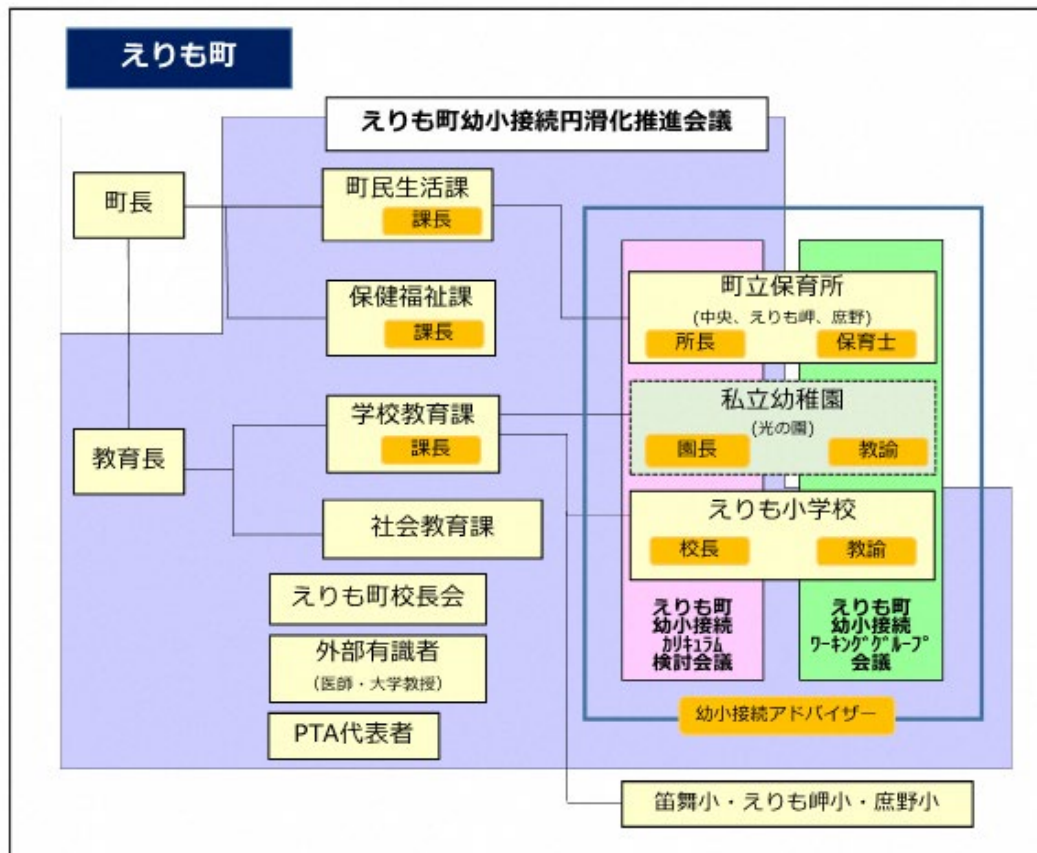 えりも町
えりも町幼小接続円滑化推進会議
町長
町民生活課
課長
保健福祉課
課長
教育長
学校教育課
課長
社会教育課
えりも町校長会
外部有識者
（医師・大学教授）
PTA代表者
町立保育所
(中央、えりも岬、庶野)
所長
保育士
私立幼稚園
(光の園)
園長
教諭
えりも小学校
校長
教諭
えりも町
幼小接続
ｶﾘｷｭﾗﾑ
検討会議
えりも町
幼小接続
ﾜｰｷﾝｸﾞｸﾞﾙｰﾌﾟ
会議
幼小接続アドバイザー
笛舞小・えりも岬小・庶野小